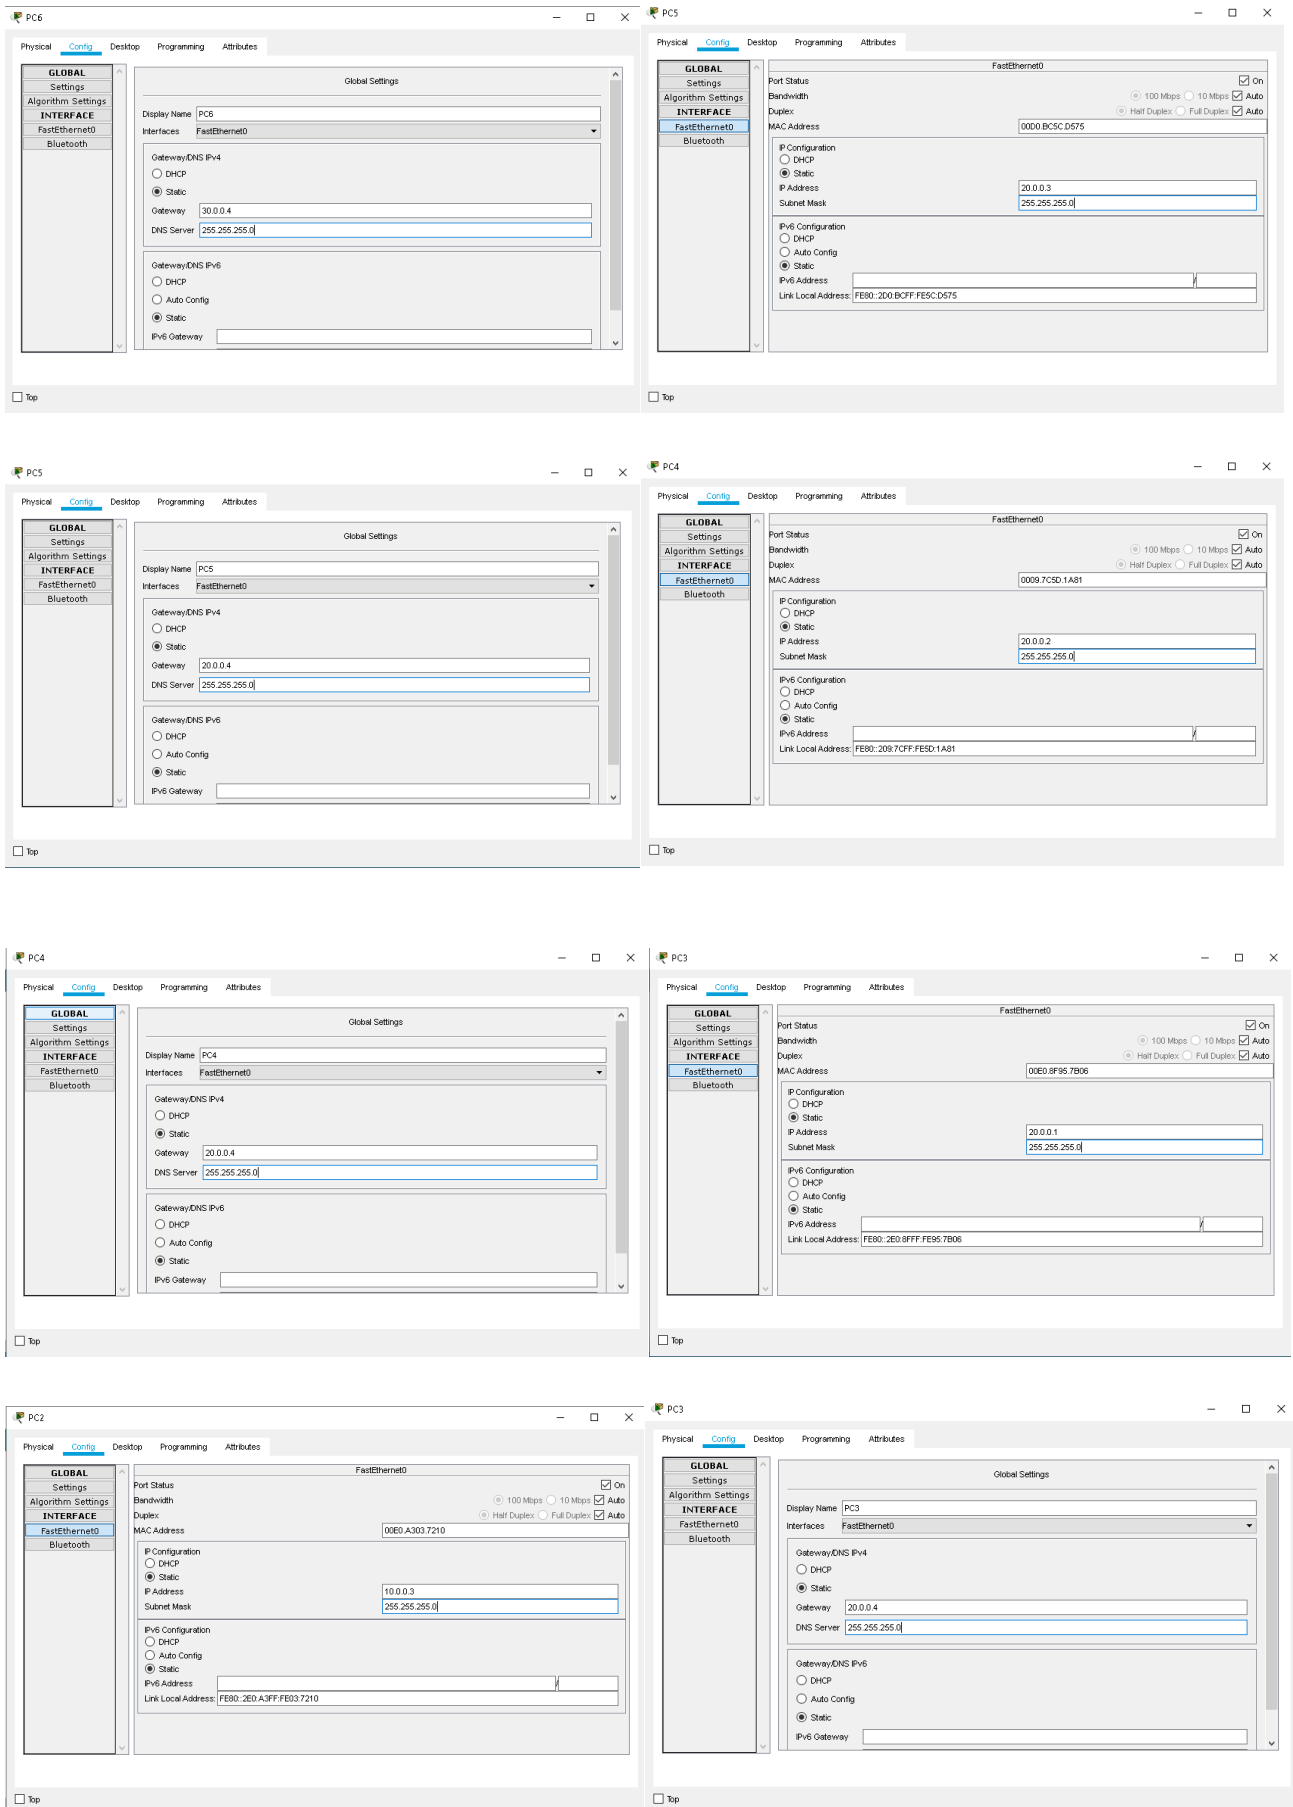 PC6
Physical Config Desktop Programming Attributes
GLOBAL
Settings
Algorithm Settings
INTERFACE
FastEthernet0
Bluetooth
Global Settings
Display Name PC6
Interfaces FastEthernet0
Gateway/DNS IPv4
DHCP
Static
Gateway 30.0.0.4
DNS Server 255.255.255.0
Gateway/DNS IPv6
DHCP
Auto Config
Static
IPv6 Gateway
Top
PC5
Physical Config Desktop Programming Attributes
GLOBAL
Settings
Algorithm Settings
INTERFACE
FastEthernet0
Bluetooth
FastEthernet0
Port Status On
Bandwidth 100 Mbps 10 Mbps Auto
Duplex Half Duplex Full Duplex Auto
MAC Address 00D0.BC5C.D575
IP Configuration
DHCP
Static
IP Address 20.0.0.3
Subnet Mask 255.255.255.0
IPv6 Configuration
DHCP
Auto Config
Static
IPv6 Address /
Link Local Address: FE80::2D0:BCFF:FE5C:D575
Top
PC5
Physical Config Desktop Programming Attributes
GLOBAL
Settings
Algorithm Settings
INTERFACE
FastEthernet0
Bluetooth
Global Settings
Display Name PC5
Interfaces FastEthernet0
Gateway/DNS IPv4
DHCP
Static
Gateway 20.0.0.4
DNS Server 255.255.255.0
Gateway/DNS IPv6
DHCP
Auto Config
Static
IPv6 Gateway
Top
PC4
Physical Config Desktop Programming Attributes
GLOBAL
Settings
Algorithm Settings
INTERFACE
FastEthernet0
Bluetooth
FastEthernet0
Port Status On
Bandwidth 100 Mbps 10 Mbps Auto
Duplex Half Duplex Full Duplex Auto
MAC Address 0009.7C5D.1A81
IP Configuration
DHCP
Static
IP Address 20.0.0.2
Subnet Mask 255.255.255.0
IPv6 Configuration
DHCP
Auto Config
Static
IPv6 Address /
Link Local Address: FE80::209:7CFF:FE5D:1A81
Top
PC4
Physical Config Desktop Programming Attributes
GLOBAL
Settings
Algorithm Settings
INTERFACE
FastEthernet0
Bluetooth
Global Settings
Display Name PC4
Interfaces FastEthernet0
Gateway/DNS IPv4
DHCP
Static
Gateway 20.0.0.4
DNS Server 255.255.255.0
Gateway/DNS IPv6
DHCP
Auto Config
Static
IPv6 Gateway
Top
PC3
Physical Config Desktop Programming Attributes
GLOBAL
Settings
Algorithm Settings
INTERFACE
FastEthernet0
Bluetooth
FastEthernet0
Port Status On
Bandwidth 100 Mbps 10 Mbps Auto
Duplex Half Duplex Full Duplex Auto
MAC Address 00E0.8F95.7B06
IP Configuration
DHCP
Static
IP Address 20.0.0.1
Subnet Mask 255.255.255.0
IPv6 Configuration
DHCP
Auto Config
Static
IPv6 Address /
Link Local Address: FE80::2E0:8FFF:FE95:7B06
Top
PC2
Physical Config Desktop Programming Attributes
GLOBAL
Settings
Algorithm Settings
INTERFACE
FastEthernet0
Bluetooth
FastEthernet0
Port Status On
Bandwidth 100 Mbps 10 Mbps Auto
Duplex Half Duplex Full Duplex Auto
MAC Address 00E0.A303.7210
IP Configuration
DHCP
Static
IP Address 10.0.0.3
Subnet Mask 255.255.255.0
IPv6 Configuration
DHCP
Auto Config
Static
IPv6 Address /
Link Local Address: FE80::2E0:A3FF:FE03:7210
Top
PC3
Physical Config Desktop Programming Attributes
GLOBAL
Settings
Algorithm Settings
INTERFACE
FastEthernet0
Bluetooth
Global Settings
Display Name PC3
Interfaces FastEthernet0
Gateway/DNS IPv4
DHCP
Static
Gateway 20.0.0.4
DNS Server 255.255.255.0
Gateway/DNS IPv6
DHCP
Auto Config
Static
IPv6 Gateway
Top